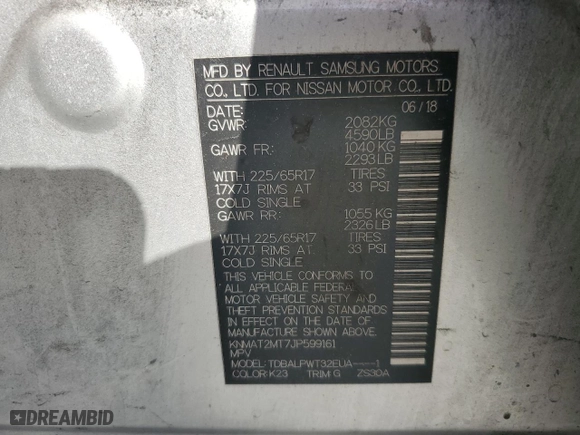 MFD BY RENAULT SAMSUNG MOTORS
CO., LTD. FOR NISSAN MOTOR CO., LTD.
DATE: 06/18
GVWR: 2082KG
4590LB
GAWR FR: 1040 KG
2293LB
WITH 225/65R17 TIRES
17X7J RIMS AT 33 PSI
COLD SINGLE
GAWR RR: 1055 KG
2326LB
WITH 225/65R17 TIRES
17X7J RIMS AT 33 PSI
COLD SINGLE
THIS VEHICLE CONFORMS TO
ALL APPLICABLE FEDERAL
MOTOR VEHICLE SAFETY AND
THEFT PREVENTION STANDARDS
IN EFFECT ON THE DATE OF
MANUFACTURE SHOWN ABOVE.
KNMAT2MT7JP599161
MPV
MODEL: TDBALPWT32EUA-----1
COLOR:K23 TRIM:G ZS30A
DREAMBID